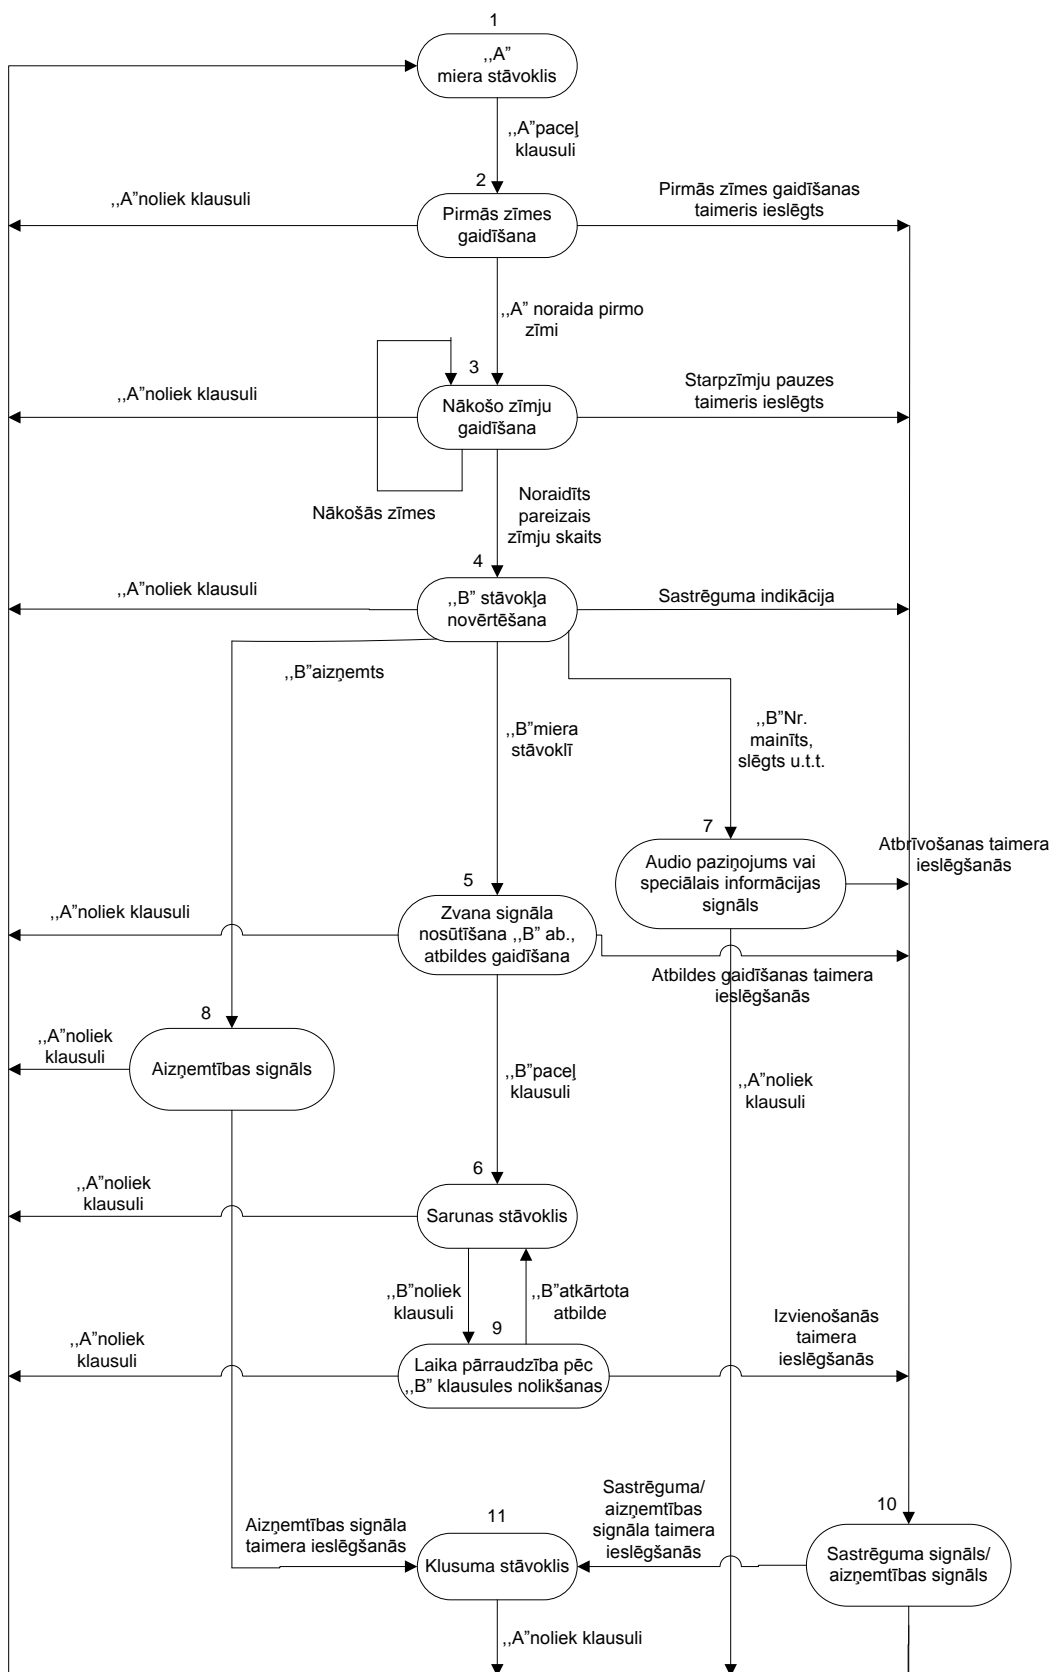 1
,,A”
miera stāvoklis
,,A”paceļ
klausuli
2
,,A”noliek klausuli
Pirmās zīmes
gaidīšana
Pirmās zīmes gaidīšanas
taimeris ieslēgts
,,A” noraida pirmo
zīmi
3
,,A”noliek klausuli
Nākošo zīmju
gaidīšana
Starpzīmju pauzes
taimeris ieslēgts
Nākošās zīmes
Noraidīts
pareizais
zīmju skaits
4
,,A”noliek klausuli
,,B” stāvokļa
novērtēšana
Sastrēguma indikācija
,,B”aizņemts
,,B”miera
stāvoklī
,,B”Nr.
mainīts,
slēgts u.t.t.
7
Audio paziņojums vai
speciālais informācijas
signāls
Atbrīvošanas taimera
ieslēgšanās
5
,,A”noliek klausuli
Zvana signāla
nosūtīšana ,,B” ab.,
atbildes gaidīšana
Atbildes gaidīšanas taimera
ieslēgšanās
8
,,A”noliek
klausuli
Aizņemtības signāls
,,B”paceļ
klausuli
,,A”noliek
klausuli
6
,,A”noliek
klausuli
Sarunas stāvoklis
,,B”noliek
klausuli
,,B”atkārtota
atbilde
9
,,A”noliek
klausuli
Laika pārraudzība pēc
,,B” klausules nolikšanas
Izvienošanās
taimera
ieslēgšanās
Aizņemtības signāla
taimera ieslēgšanās
11
Klusuma stāvoklis
Sastrēguma/
aizņemtības
signāla taimera
ieslēgšanās
10
Sastrēguma signāls/
aizņemtības signāls
,,A”noliek klausuli